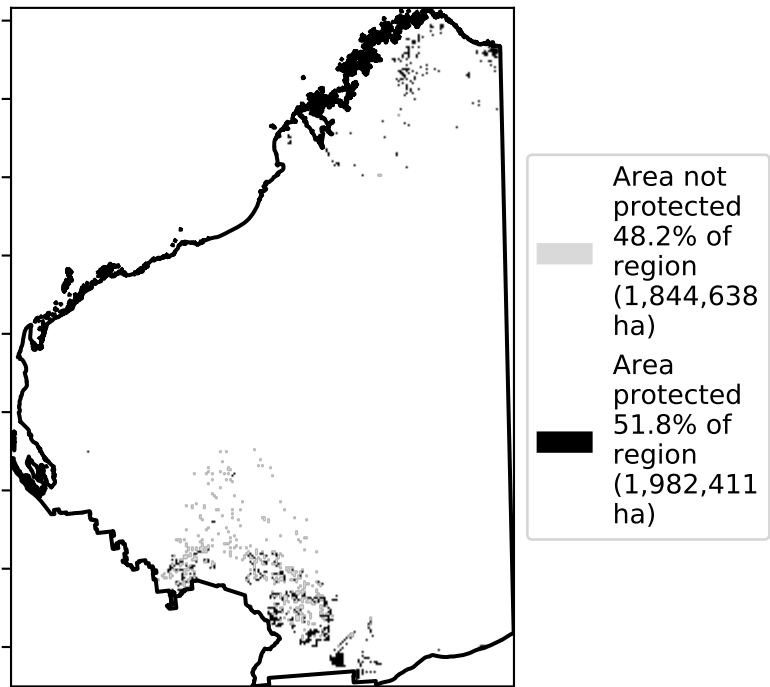 Area not
protected
48.2% of
region
(1,844,638
ha)
Area
protected
51.8% of
region
(1,982,411
ha)